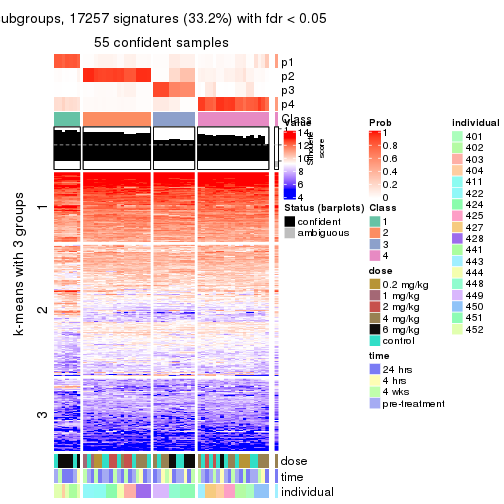 ubgroups, 17257 signatures (33.2%) with fdr < 0.05
55 confident samples
p1
p2
p3
p4
Class
1
2
3
k-means with 3 groups
dose
time
individual
Value
14
12
10
8
6
4
Silhouette
score
Status (barplots)
confident
ambiguous
Prob
1
0.8
0.6
0.4
0.2
0
Class
1
2
3
4
dose
0.2 mg/kg
1 mg/kg
2 mg/kg
4 mg/kg
6 mg/kg
control
time
24 hrs
4 hrs
4 wks
pre-treatment
individual
401
402
403
404
411
422
424
425
427
428
441
443
444
448
449
450
451
452